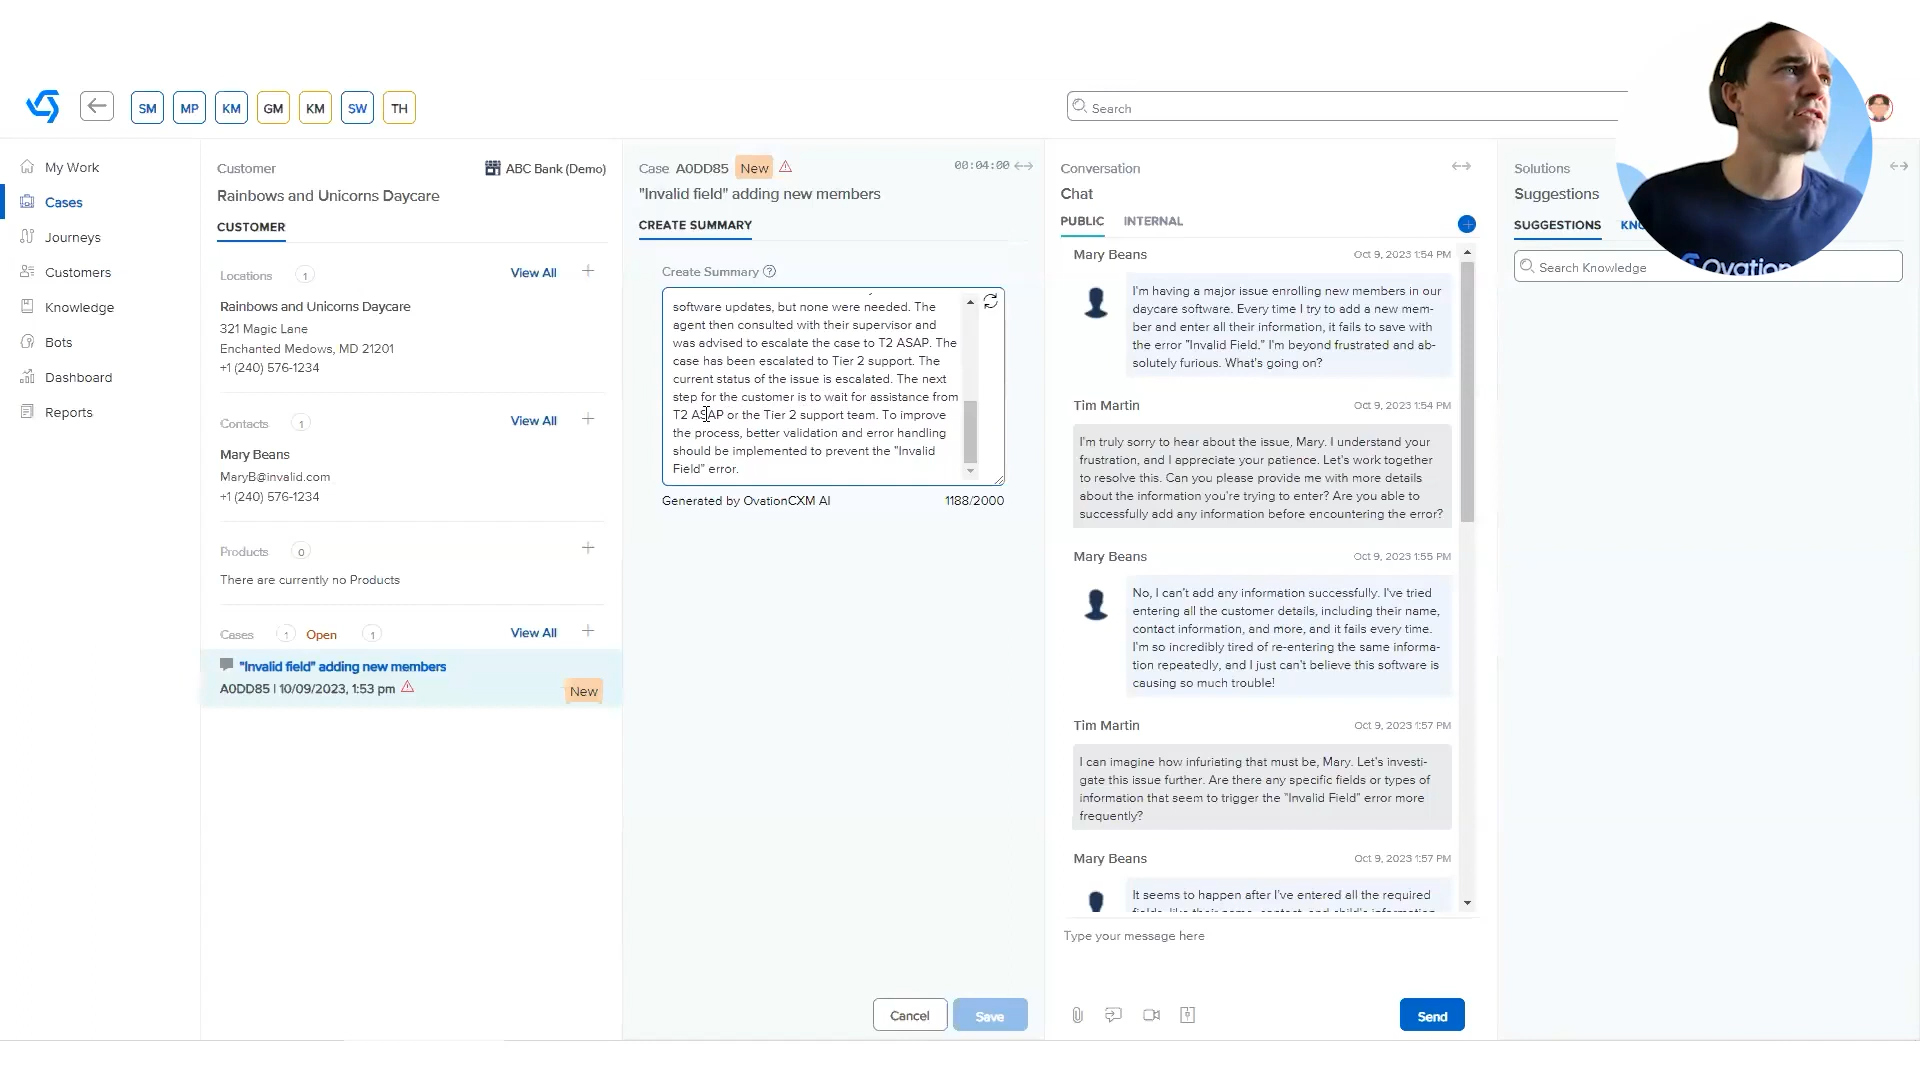 SM MP KM GM KM SW TH
Search
My Work
Cases
Journeys
Customers
Knowledge
Bots
Dashboard
Reports
Customer
ABC Bank (Demo)
Rainbows and Unicorns Daycare
CUSTOMER
Locations 1 View All
Rainbows and Unicorns Daycare
321 Magic Lane
Enchanted Medows, MD 21201
+1 (240) 576-1234
Contacts 1 View All
Mary Beans
MaryB@invalid.com
+1 (240) 576-1234
Products 0
There are currently no Products
Cases 1 Open 1 View All
"Invalid field" adding new members
A0DD85 | 10/09/2023, 1:53 pm
New
Case A0DD85 New 00:04:00
"Invalid field" adding new members
CREATE SUMMARY
Create Summary
software updates, but none were needed. The
agent then consulted with their supervisor and
was advised to escalate the case to T2 ASAP. The
case has been escalated to Tier 2 support. The
current status of the issue is escalated. The next
step for the customer is to wait for assistance from
T2 ASAP or the Tier 2 support team. To improve
the process, better validation and error handling
should be implemented to prevent the "Invalid
Field" error.
Generated by OvationCXM AI 1188/2000
Cancel Save
Conversation
Chat
PUBLIC INTERNAL
Mary Beans Oct 9, 2023 1:54 PM
I'm having a major issue enrolling new members in our
daycare software. Every time I try to add a new mem-
ber and enter all their information, it fails to save with
the error "Invalid Field." I'm beyond frustrated and ab-
solutely furious. What's going on?
Tim Martin Oct 9, 2023 1:54 PM
I'm truly sorry to hear about the issue, Mary. I understand your
frustration, and I appreciate your patience. Let's work together
to resolve this. Can you please provide me with more details
about the information you're trying to enter? Are you able to
successfully add any information before encountering the error?
Mary Beans Oct 9, 2023 1:55 PM
No, I can't add any information successfully. I've tried
entering all the customer details, including their name,
contact information, and more, and it fails every time.
I'm so incredibly tired of re-entering the same informa-
tion repeatedly, and I just can't believe this software is
causing so much trouble!
Tim Martin Oct 9, 2023 1:57 PM
I can imagine how infuriating that must be, Mary. Let's investi-
gate this issue further. Are there any specific fields or types of
information that seem to trigger the "Invalid Field" error more
frequently?
Mary Beans Oct 9, 2023 1:57 PM
It seems to happen after I've entered all the required
Type your message here
Send
Solutions
Suggestions
SUGGESTIONS KN
Search Knowledge
Ovation